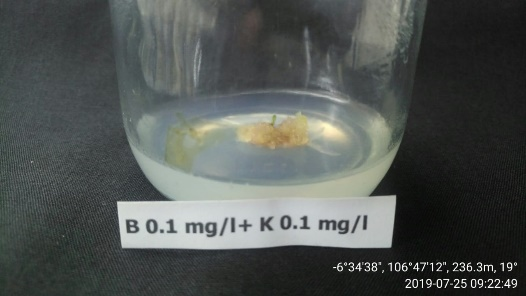 B 0.1 mg/l+ K 0.1 mg/l
-6°34'38", 106°47'12", 236.3m, 19°
2019-07-25 09:22:49